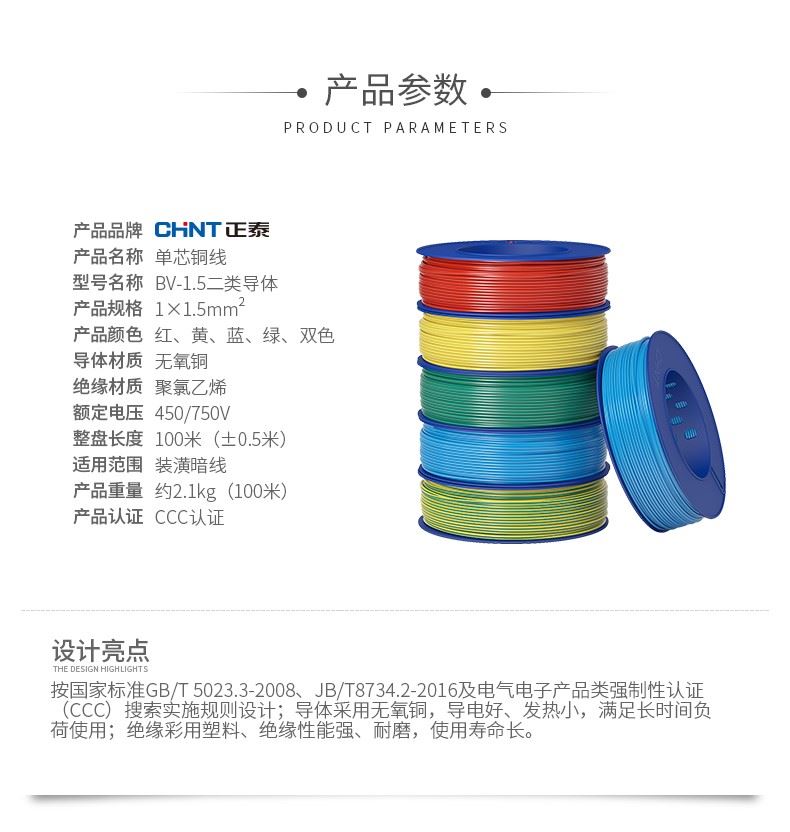 产品参数
PRODUCT PARAMETERS
产品品牌 CHNT 正泰
产品名称 单芯铜线
型号名称 BV-1.5二类导体
产品规格 1×1.5mm²
产品颜色 红、黄、蓝、绿、双色
导体材质 无氧铜
绝缘材质 聚氯乙烯
额定电压 450/750V
整盘长度 100米（±0.5米）
适用范围 装潢暗线
产品重量 约2.1kg（100米）
产品认证 CCC认证
设计亮点
THE DESIGN HIGHLIGHTS
按国家标准GB/T 5023.3-2008、JB/T8734.2-2016及电气电子产品类强制性认证
（CCC）搜索实施规则设计；导体采用无氧铜，导电好、发热小，满足长时间负
荷使用；绝缘彩用塑料、绝缘性能强、耐磨，使用寿命长。